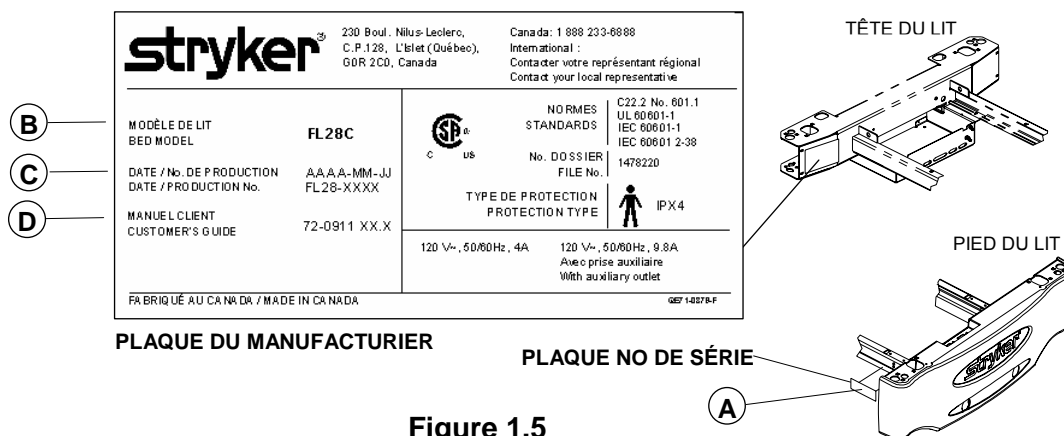 stryker®
230 Boul. Nilus-Leclerc,
C.P.128, L'Islet (Québec),
G0R 2C0, Canada
Canada: 1 888 233-6888
International :
Contacter votre représentant régional
Contact your local representative
B
MODÈLE DE LIT
BED MODEL
FL28C
C
DATE / No. DE PRODUCTION
DATE / PRODUCTION No.
AAAA-MM-JJ
FL28-XXXX
D
MANUEL CLIENT
CUSTOMER'S GUIDE
72-0911 XX.X
C US
NORMES
STANDARDS
C22.2 No. 601.1
UL 60601-1
IEC 60601-1
IEC 60601 2-38
No. DOSSIER
FILE No.
1478220
TYPE DE PROTECTION
PROTECTION TYPE
IPX4
120 V~, 50/60Hz, 4A
120 V~, 50/60Hz, 9.8A
Avec prise auxiliaire
With auxiliary outlet
FABRIQUÉ AU CANADA / MADE IN CANADA
TÊTE DU LIT
PIED DU LIT
stryker
PLAQUE DU MANUFACTURIER
PLAQUE NO DE SÉRIE
A
Figure 1.5